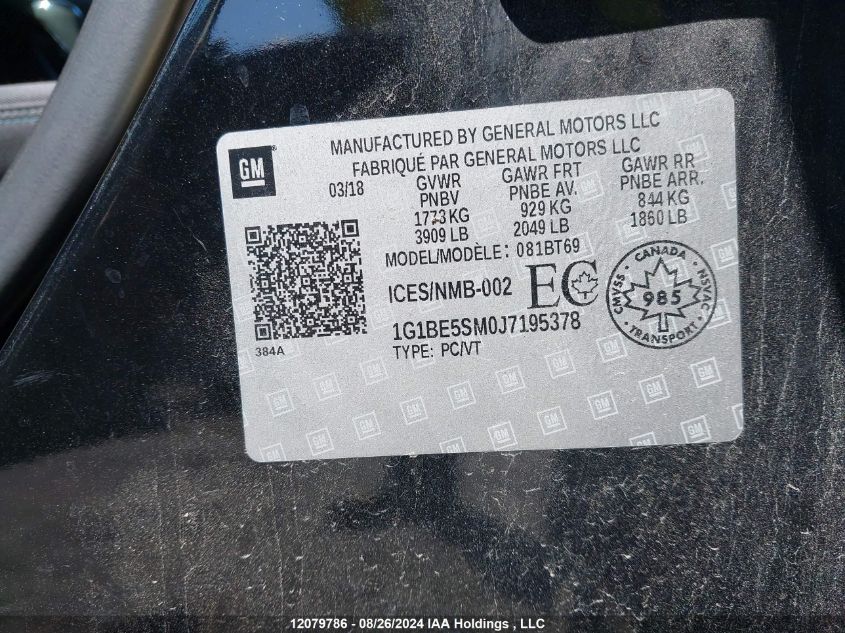 GM
MANUFACTURED BY GENERAL MOTORS LLC
FABRIQUÉ PAR GENERAL MOTORS LLC
03/18
GVWR GAWR FRT GAWR RR
PNBV PNBE AV. PNBE ARR.
1773 KG 929 KG 844 KG
3909 LB 2049 LB 1860 LB
MODEL/MODÈLE: 081BT69
ICES/NMB-002 EC
CANADA
CMVSS 985 NSVAC
TRANSPORT
1G1BE5SM0J7195378
TYPE: PC/VT
384A
12079786 - 08/26/2024 IAA Holdings , LLC